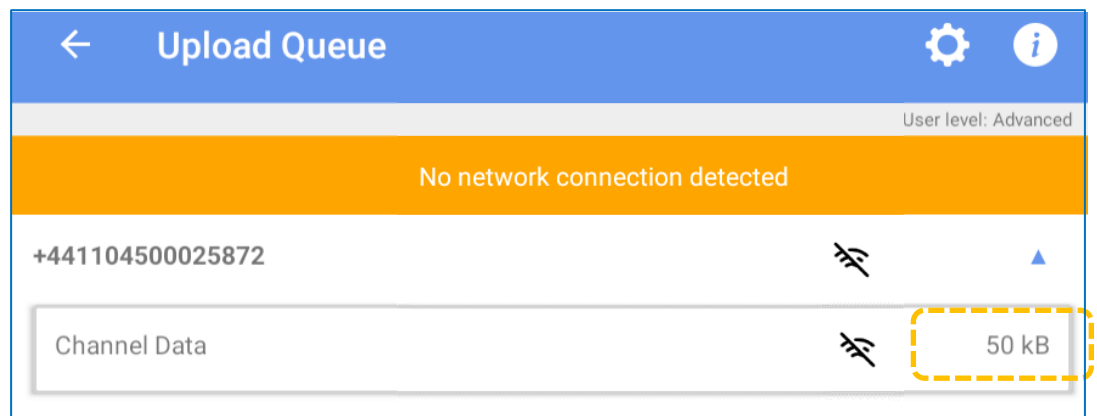 Upload Queue
User level: Advanced
No network connection detected
+441104500025872
Channel Data
50 kB